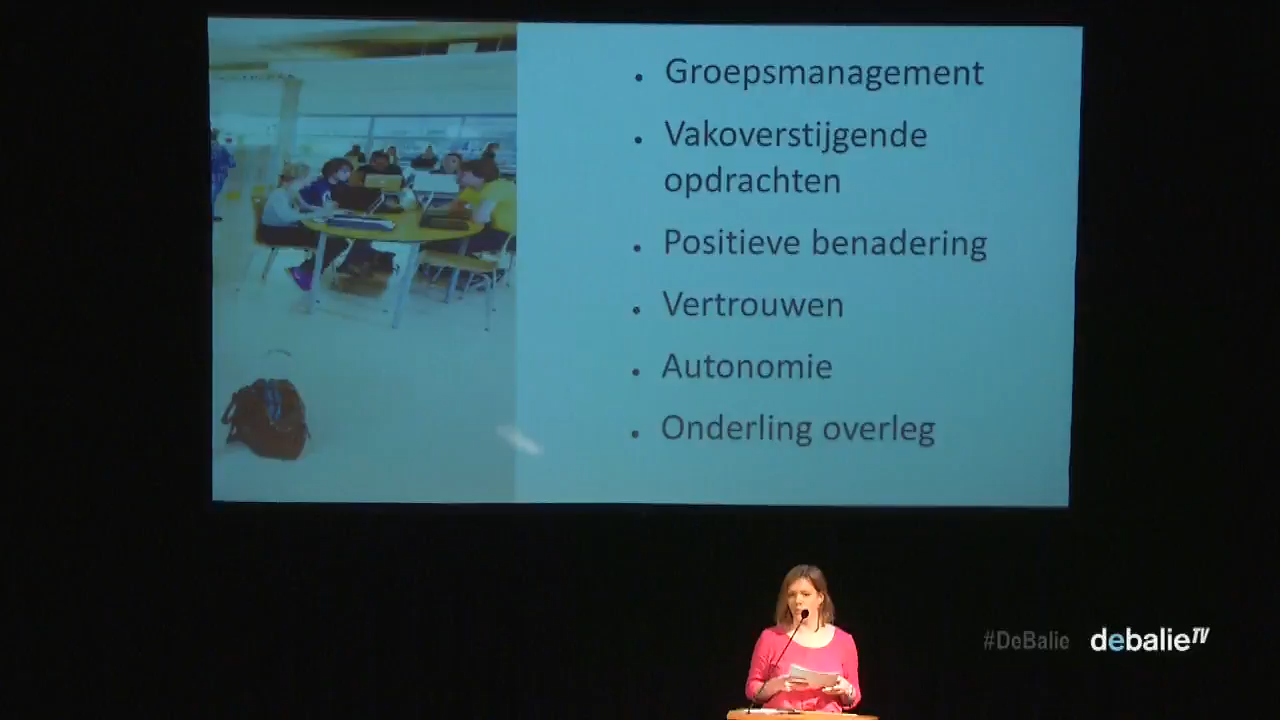 • Groepsmanagement
• Vakoverstijgende
opdrachten
• Positieve benadering
• Vertrouwen
• Autonomie
• Onderling overleg
#DeBalie debalieTV